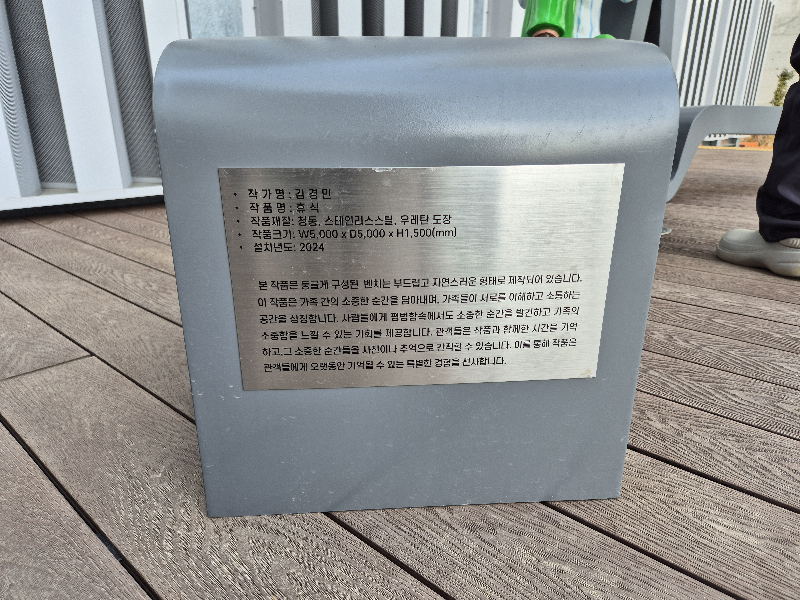 • 작 가 명 : 김 경 민
• 작 품 명 : 휴 식
• 작품재질: 청동, 스테인리스스틸, 우레탄 도장
• 작품크기: W5,000 x D5,000 x H1,500(mm)
• 설치년도: 2024
본 작품은 둥글게 구성된 벤치는 부드럽고 자연스러운 형태로 제작되어 있습니다.
이 작품은 가족 간의 소중한 순간을 담아내며, 가족들이 서로를 이해하고 소통하는
공간을 상징합니다. 사람들에게 평범함속에서도 소중한 순간을 발견하고 가족의
소중함을 느낄 수 있는 기회를 제공합니다. 관객들은 작품과 함께한 시간을 기억
하고,그 소중한 순간들을 사진이나 추억으로 간직할 수 있습니다. 이를 통해 작품은
관객들에게 오랫동안 기억될 수 있는 특별한 경험을 선사합니다.